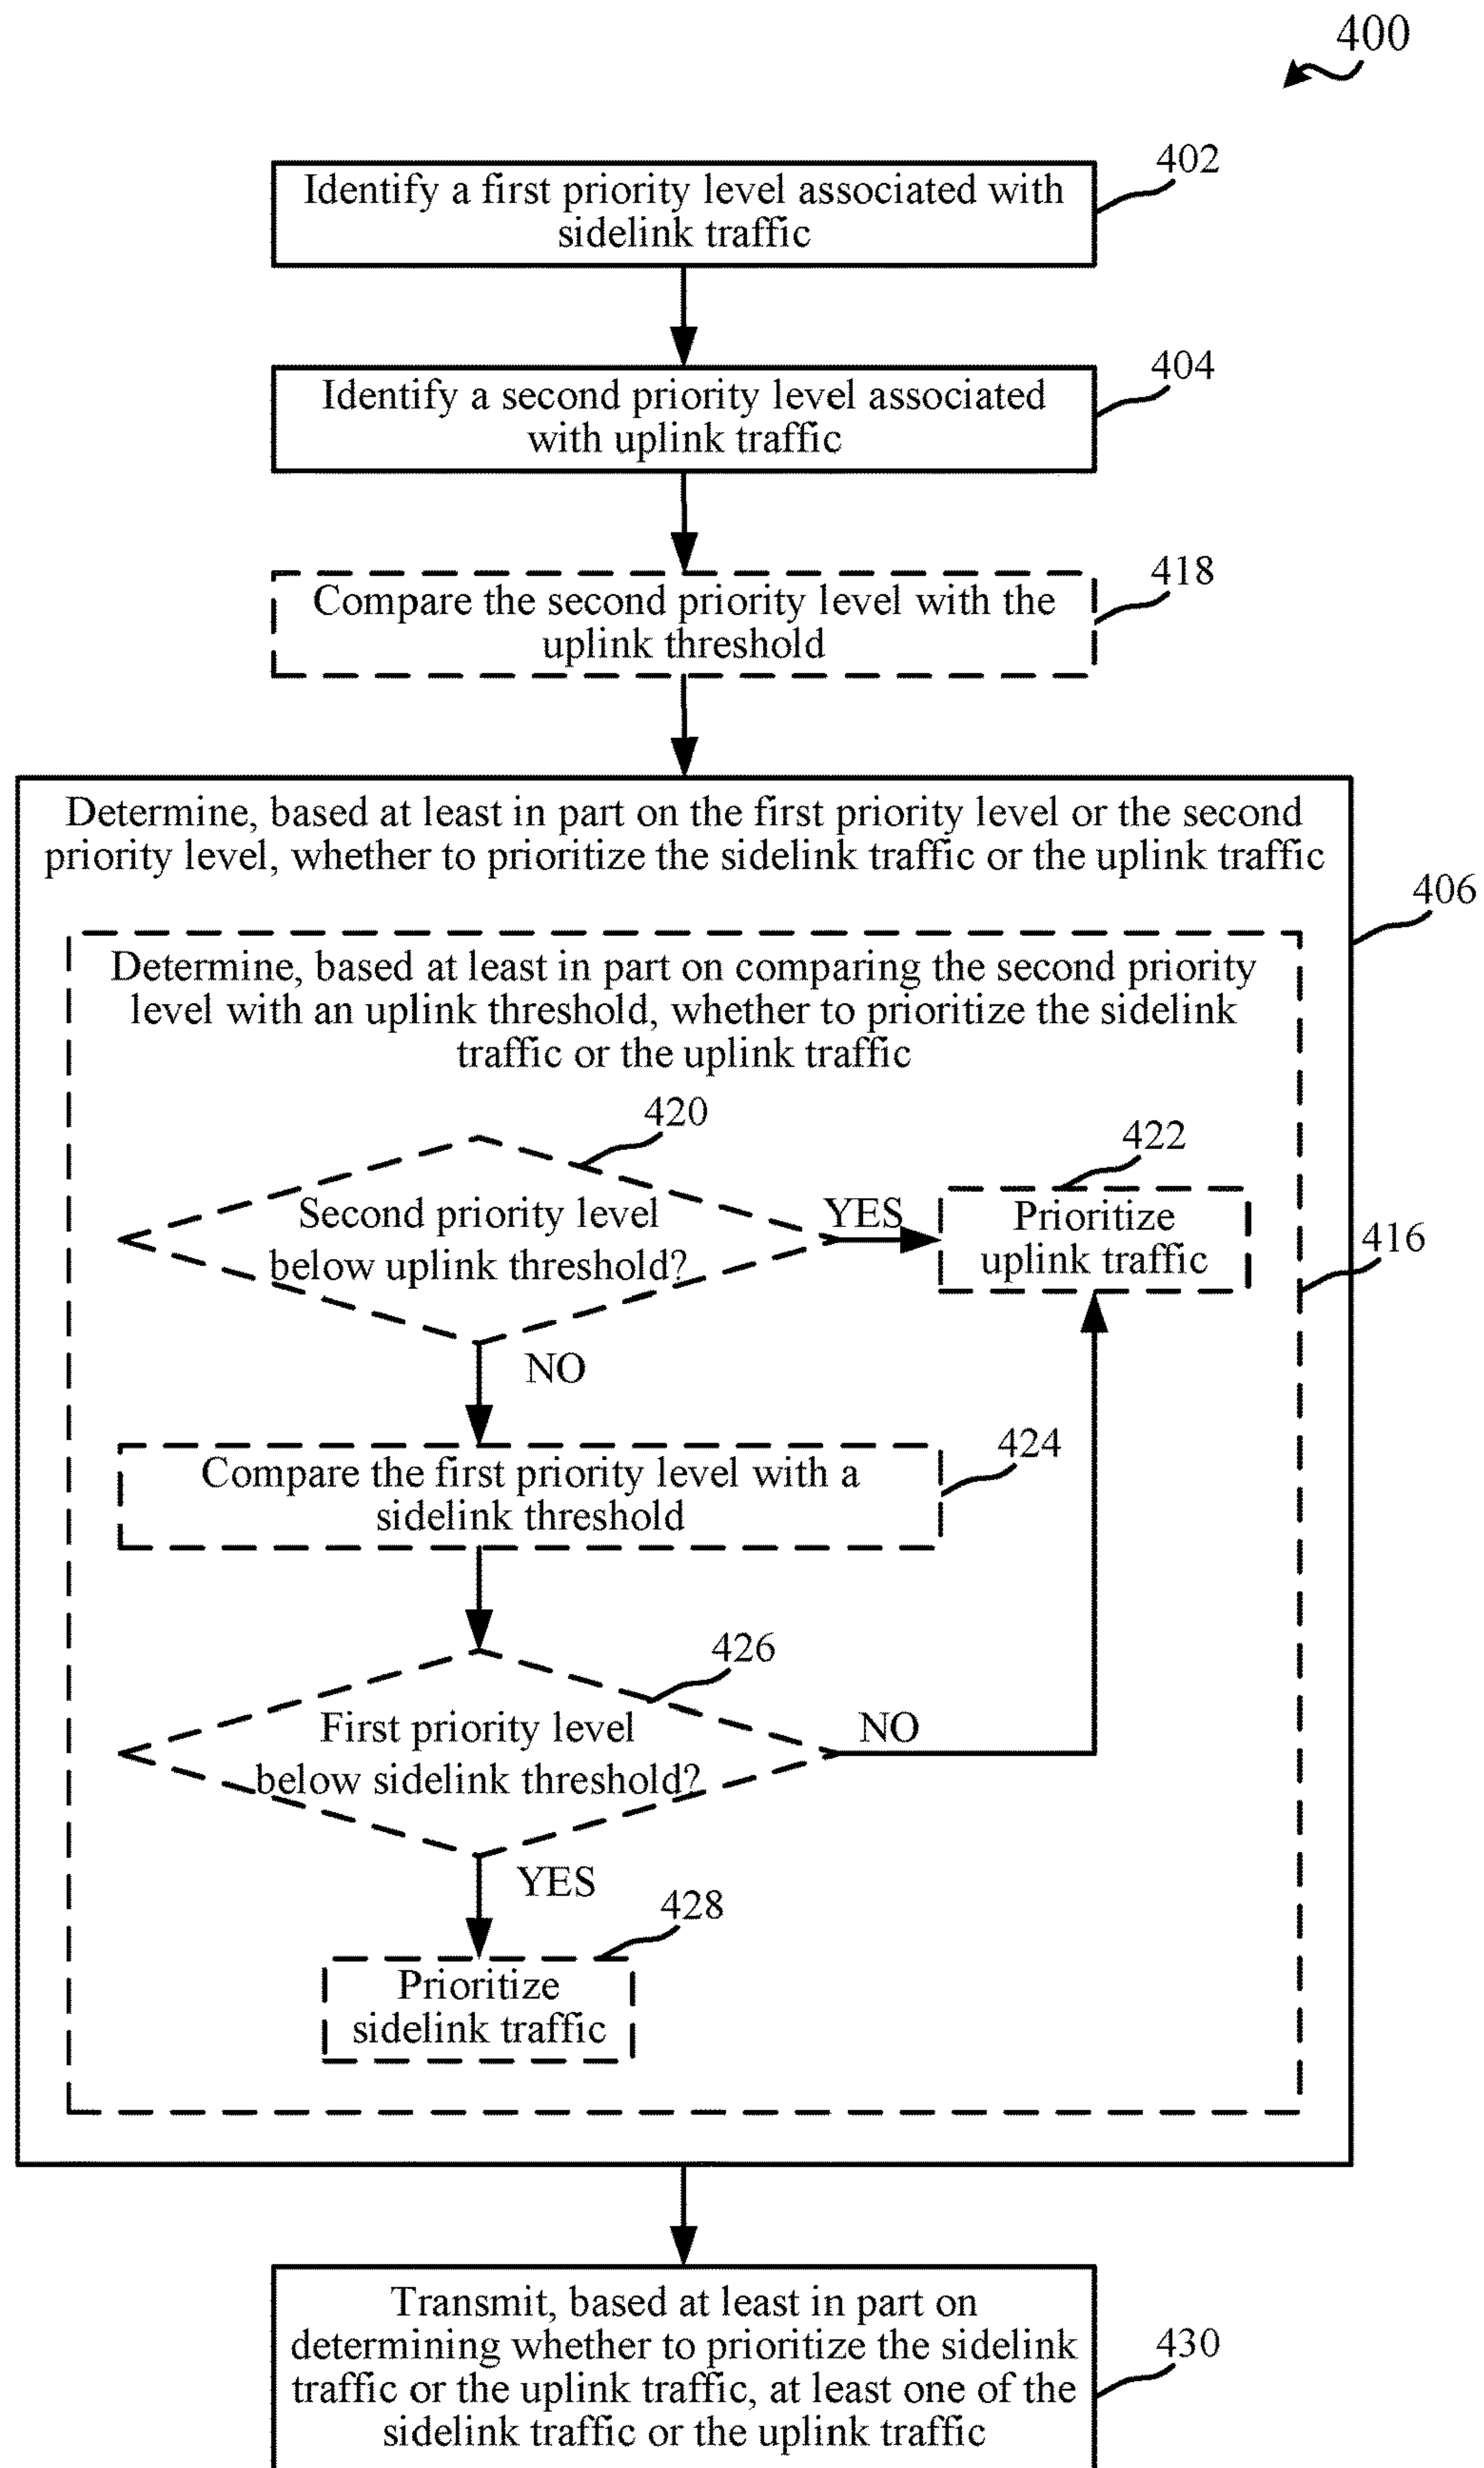 400
402
Identify a first priority level associated with
sidelink traffic
404
Identify a second priority level associated
with uplink traffic
418
Compare the second priority level with the
uplink threshold
Determine, based at least in part on the first priority level or the second
priority level, whether to prioritize the sidelink traffic or the uplink traffic
406
Determine, based at least in part on comparing the second priority
level with an uplink threshold, whether to prioritize the sidelink
traffic or the uplink traffic
420
422
Second priority level
below uplink threshold?
YES
Prioritize
uplink traffic
416
NO
424
Compare the first priority level with a
sidelink threshold
426
First priority level
below sidelink threshold?
NO
YES
428
Prioritize
sidelink traffic
Transmit, based at least in part on
determining whether to prioritize the sidelink
traffic or the uplink traffic, at least one of the
sidelink traffic or the uplink traffic
430